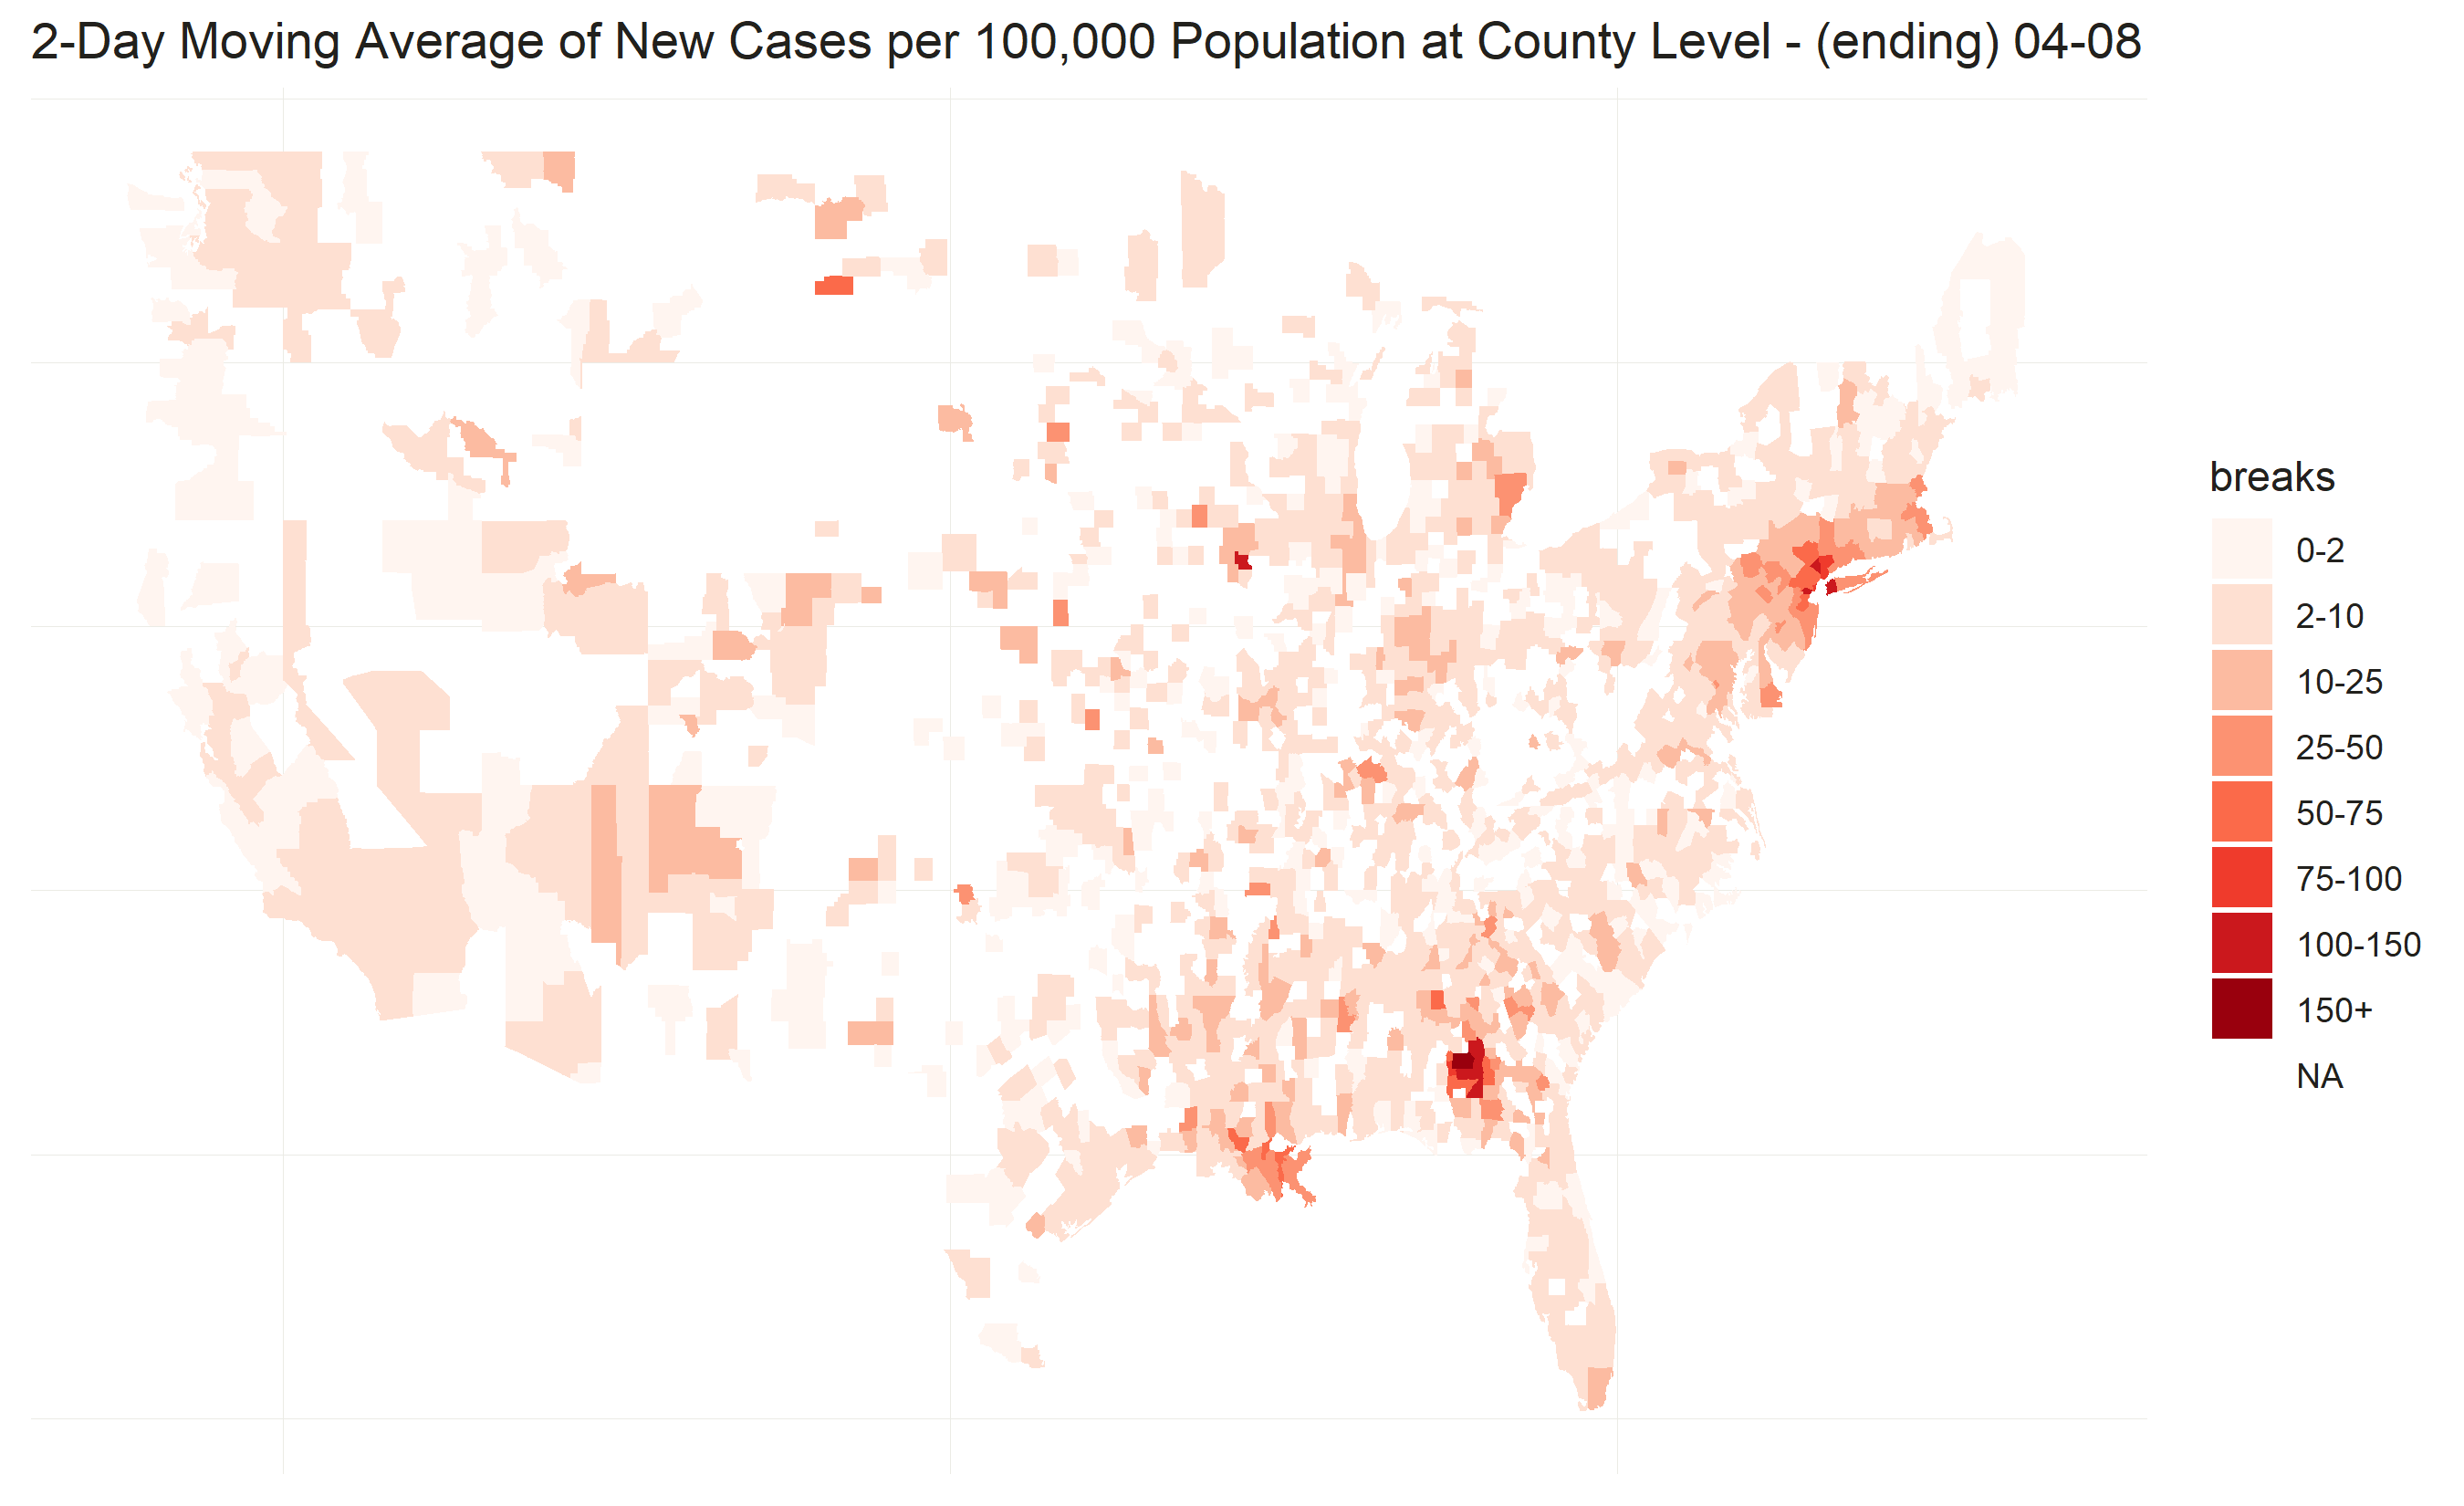 2-Day Moving Average of New Cases per 100,000 Population at County Level - (ending) 04-08
breaks
0-2
2-10
10-25
25-50
50-75
75-100
100-150
150+
NA